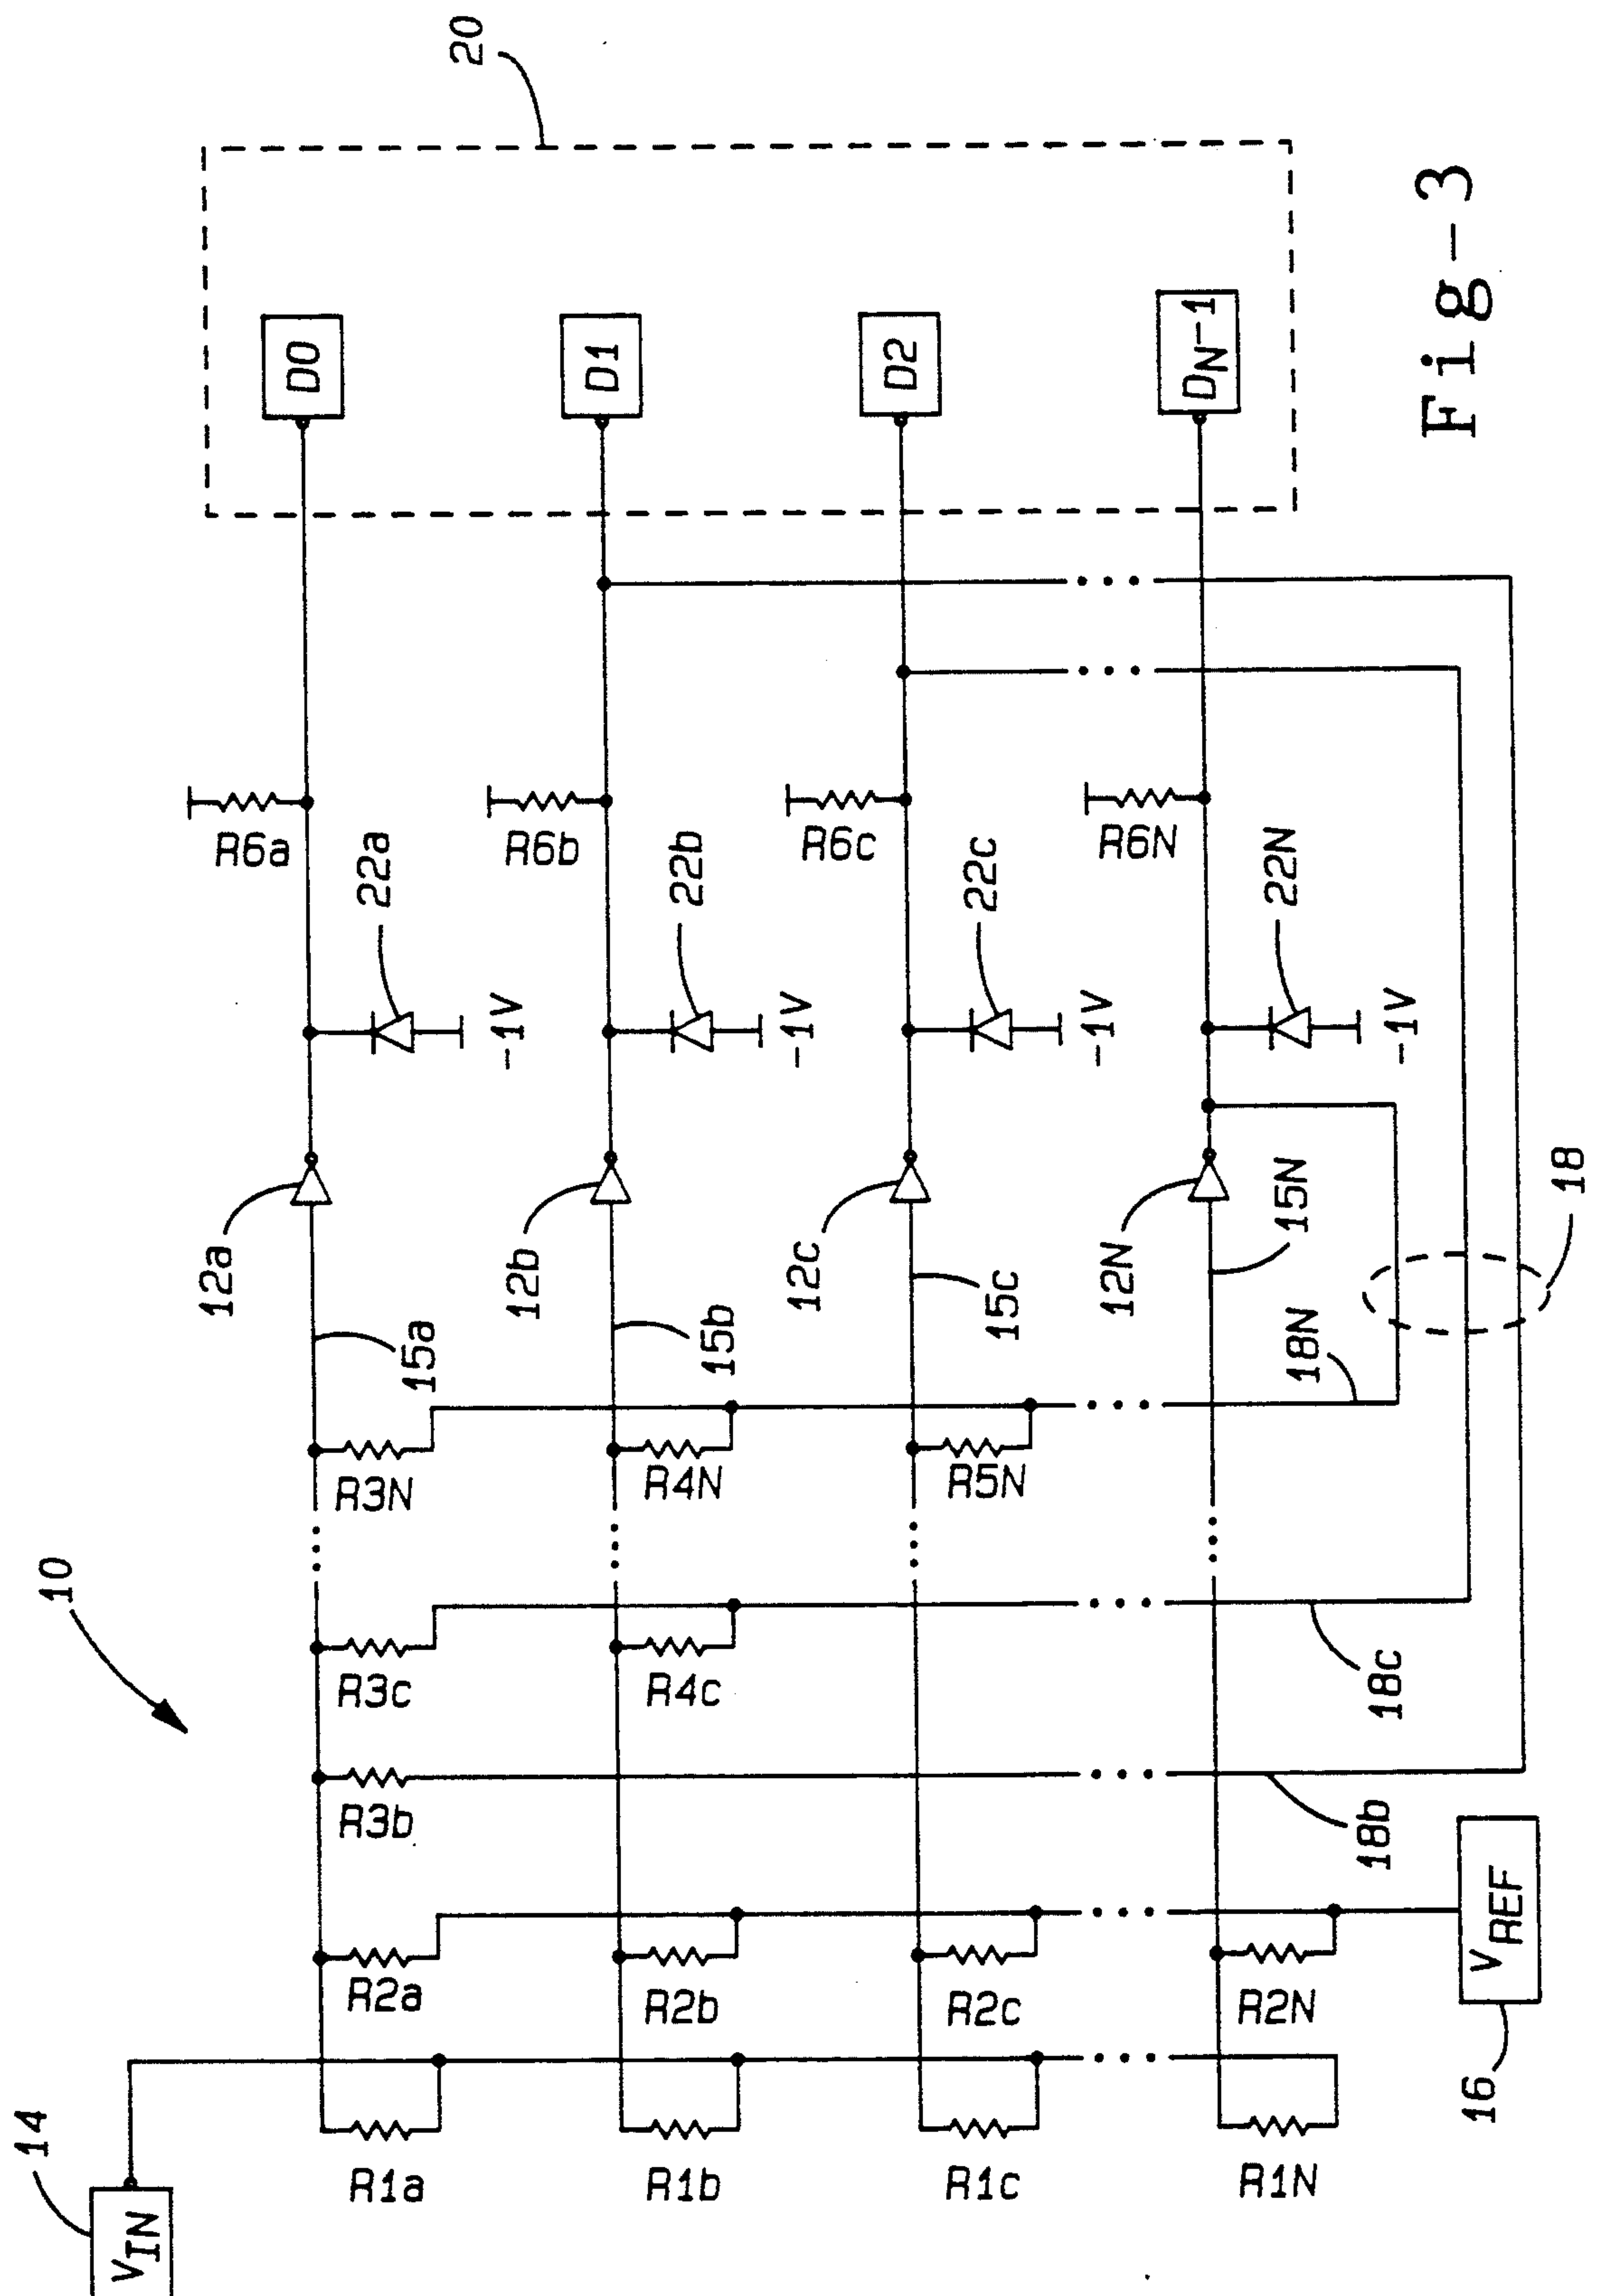 20
D0
D1
D2
DN-1
R6a
R6b
R6c
R6N
22a
22b
22c
22N
-1V
-1V
-1V
-1V
12a
12b
12c
12N
15a
15b
15c
15N
18
18N
R3N
R4N
R5N
10
R3c
R4c
18c
R3b
18b
R2a
R2b
R2c
R2N
VREF
16
14
VIN
R1a
R1b
R1c
R1N
Fig-3